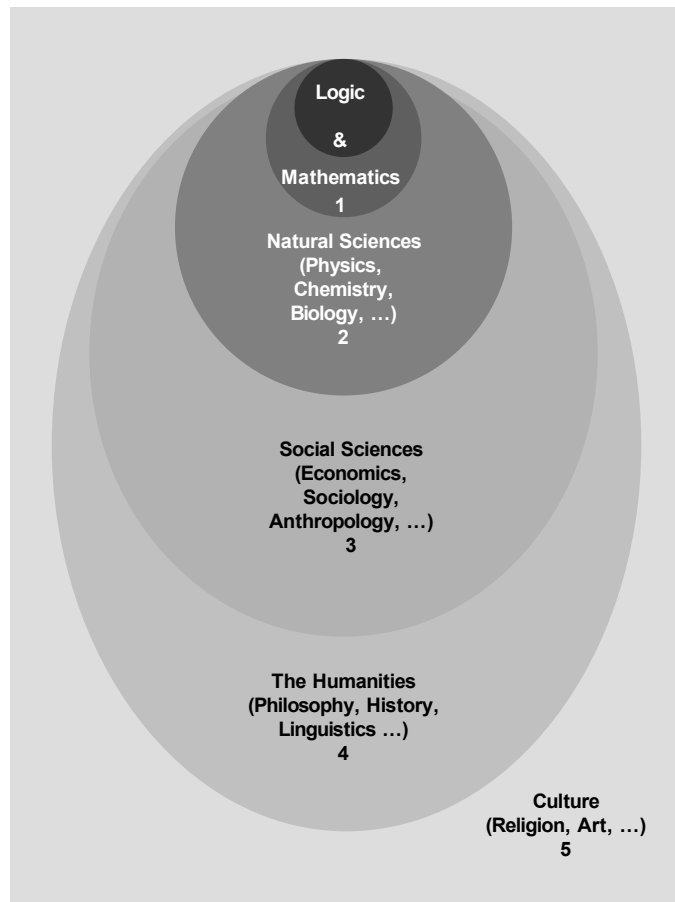 Logic
&
Mathematics
1
Natural Sciences
(Physics,
Chemistry,
Biology, …)
2
Social Sciences
(Economics,
Sociology,
Anthropology, …)
3
The Humanities
(Philosophy, History,
Linguistics …)
4
Culture
(Religion, Art, …)
5